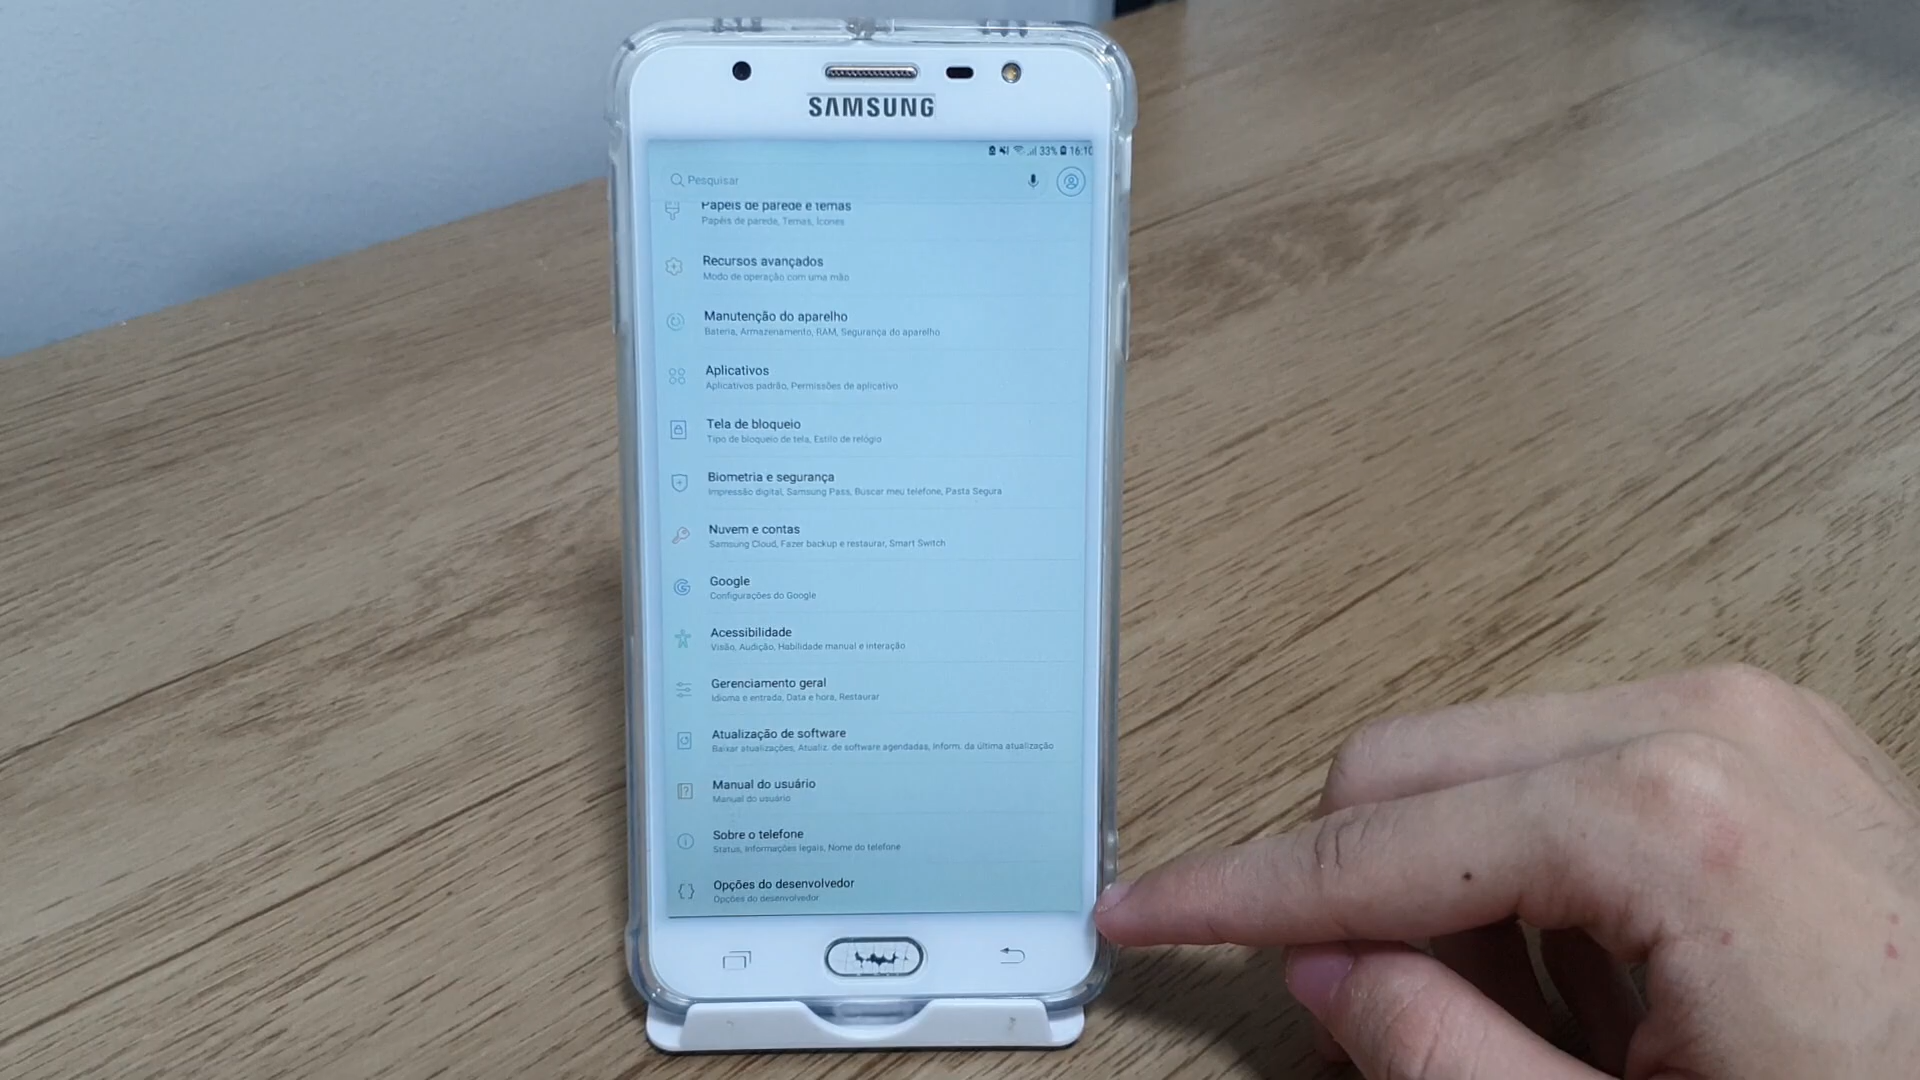 SAMSUNG
33% 16:10
Pesquisar
Papéis de parede e temas
Papéis de parede, Temas, Ícones
Recursos avançados
Modo de operação com uma mão
Manutenção do aparelho
Bateria, Armazenamento, RAM, Segurança do aparelho
Aplicativos
Aplicativos padrão, Permissões de aplicativo
Tela de bloqueio
Tipo de bloqueio de tela, Estilo de relógio
Biometria e segurança
Impressão digital, Samsung Pass, Buscar meu telefone, Pasta Segura
Nuvem e contas
Samsung Cloud, Fazer backup e restaurar, Smart Switch
Google
Configurações do Google
Acessibilidade
Visão, Audição, Habilidade manual e interação
Gerenciamento geral
Idioma e entrada, Data e hora, Restaurar
Atualização de software
Baixar atualizações, Atualiz. de software agendadas, Inform. da última atualização
Manual do usuário
Manual do usuário
Sobre o telefone
Status, Informações legais, Nome do telefone
Opções do desenvolvedor
Opções do desenvolvedor